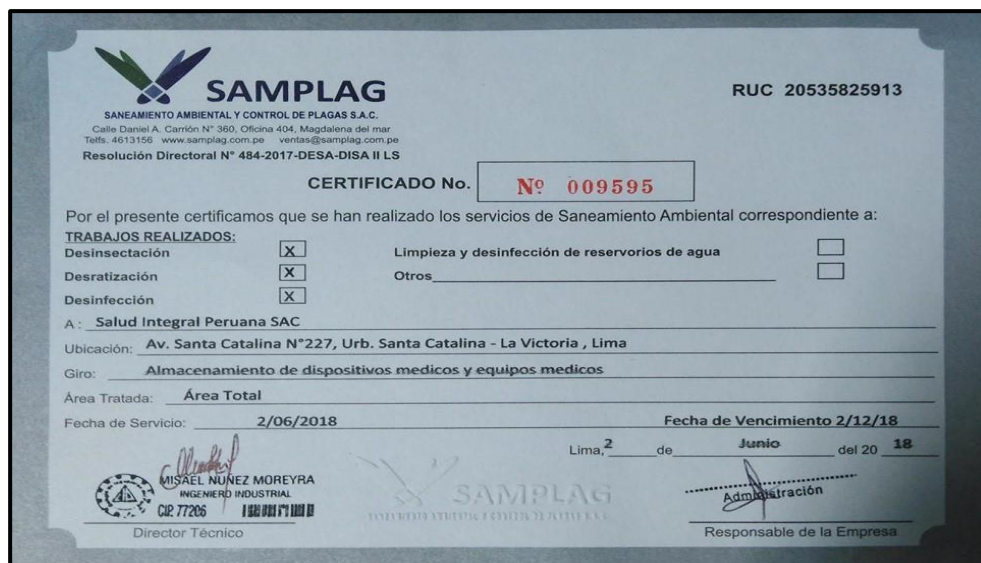 SAMPLAG
SANEAMIENTO AMBIENTAL Y CONTROL DE PLAGAS S.A.C.
Calle Daniel A. Carrión N° 360, Oficina 404, Magdalena del mar
Telfs. 4613156 www.samplag.com.pe ventas@samplag.com.pe
Resolución Directoral N° 484-2017-DESA-DISA II LS
RUC 20535825913
CERTIFICADO No. Nº 009595
Por el presente certificamos que se han realizado los servicios de Saneamiento Ambiental correspondiente a:
TRABAJOS REALIZADOS:
Desinsectación X Limpieza y desinfección de reservorios de agua
Desratización X Otros
Desinfección X
A : Salud Integral Peruana SAC
Ubicación: Av. Santa Catalina N°227, Urb. Santa Catalina - La Victoria , Lima
Giro: Almacenamiento de dispositivos medicos y equipos medicos
Área Tratada: Área Total
Fecha de Servicio: 2/06/2018 Fecha de Vencimiento 2/12/18
Lima, 2 de Junio del 20 18
MISAEL NUÑEZ MOREYRA
INGENIERO INDUSTRIAL
CIP. 77206
Director Técnico
SAMPLAG
Administración
Responsable de la Empresa